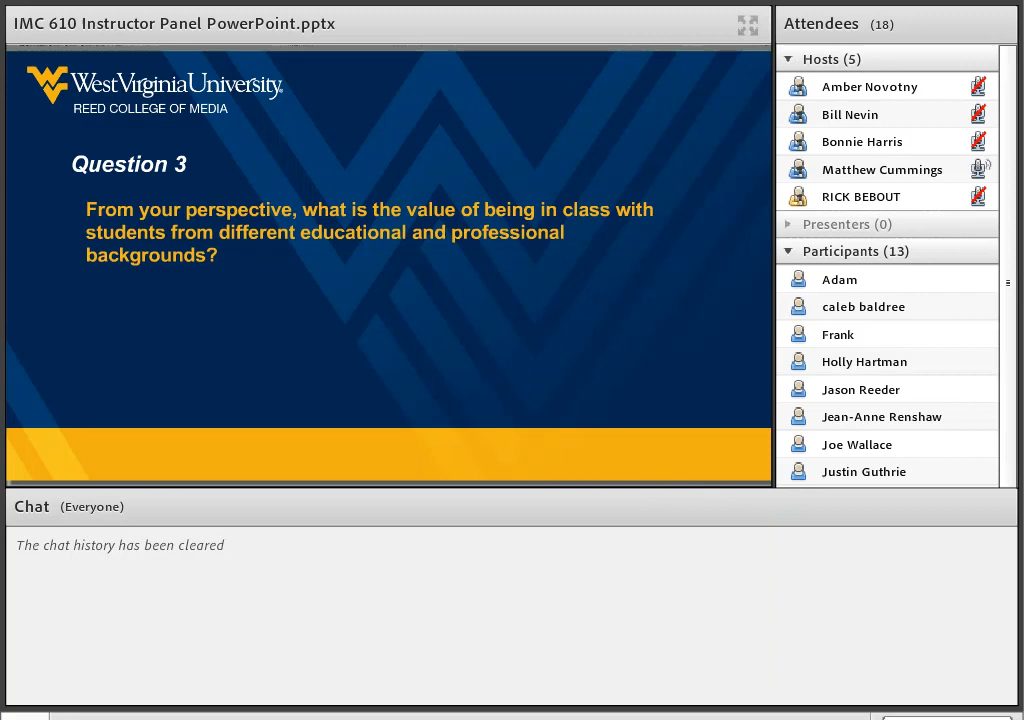 IMC 610 Instructor Panel PowerPoint.pptx
WestVirginiaUniversity®
REED COLLEGE OF MEDIA
Question 3
From your perspective, what is the value of being in class with
students from different educational and professional
backgrounds?
Attendees (18)
Hosts (5)
Amber Novotny
Bill Nevin
Bonnie Harris
Matthew Cummings
RICK BEBOUT
Presenters (0)
Participants (13)
Adam
caleb baldree
Frank
Holly Hartman
Jason Reeder
Jean-Anne Renshaw
Joe Wallace
Justin Guthrie
Chat (Everyone)
The chat history has been cleared